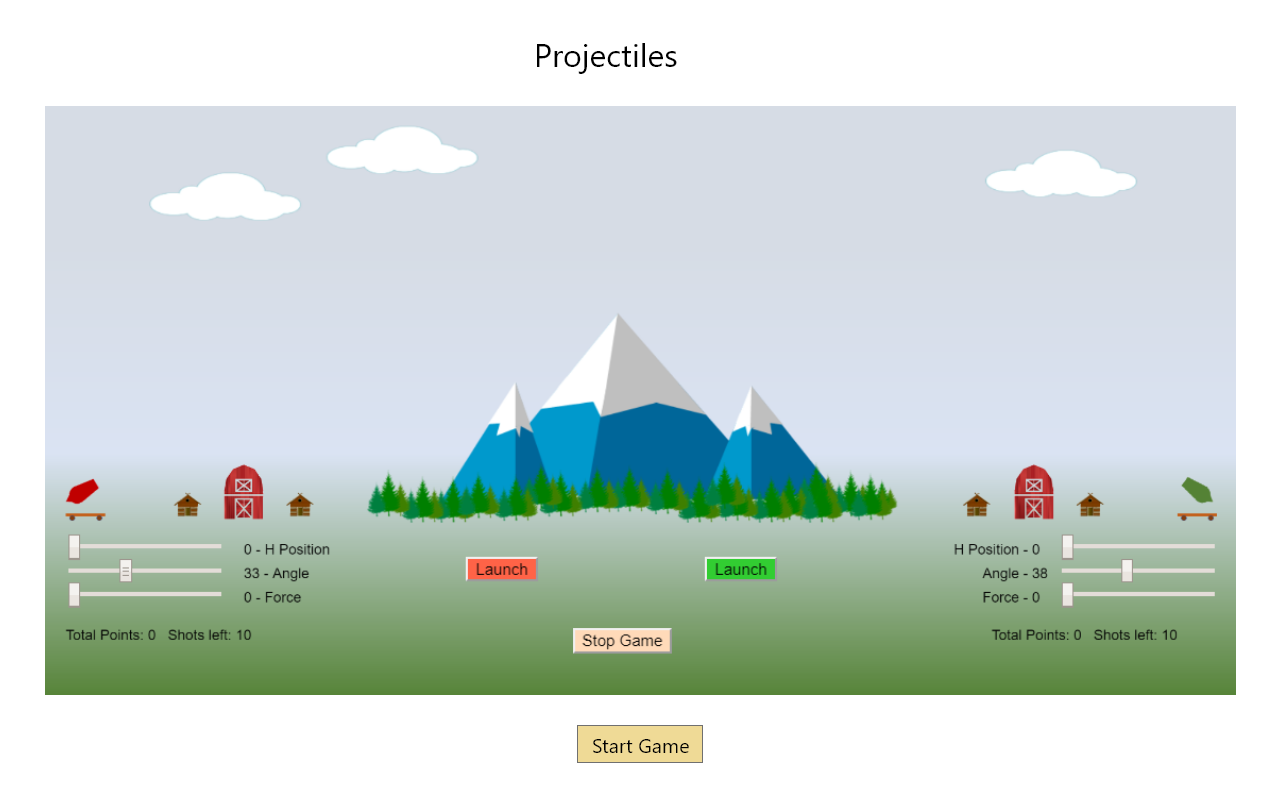 Projectiles
0 - H Position
33 - Angle
0 - Force
Launch
Launch
H Position - 0
Angle - 38
Force - 0
Total Points: 0 Shots left: 10
Stop Game
Total Points: 0 Shots left: 10
Start Game